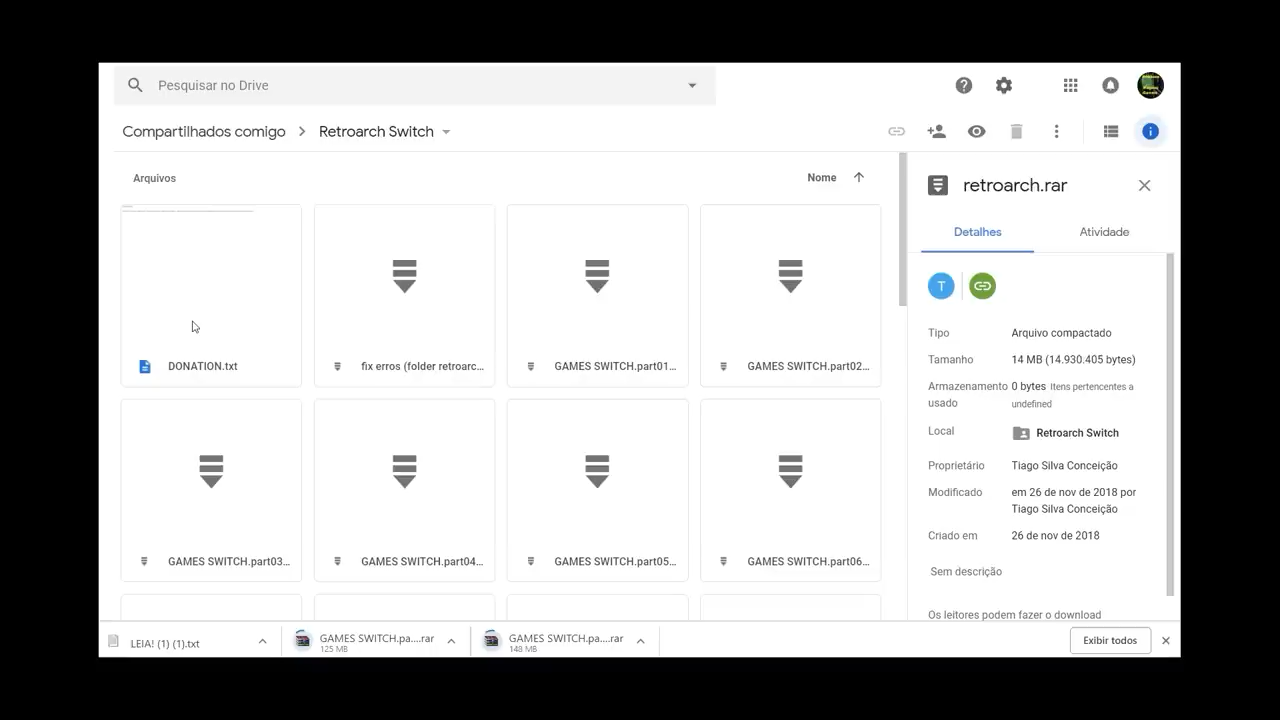 Pesquisar no Drive
Compartilhados comigo
Retroarch Switch
Arquivos
Nome
DONATION.txt
fix erros (folder retroarc...
GAMES SWITCH.part01...
GAMES SWITCH.part02...
GAMES SWITCH.part03...
GAMES SWITCH.part04...
GAMES SWITCH.part05...
GAMES SWITCH.part06...
retroarch.rar
Detalhes
Atividade
T
Tipo
Arquivo compactado
Tamanho
14 MB (14.930.405 bytes)
Armazenamento usado
0 bytes Itens pertencentes a
undefined
Local
Retroarch Switch
Proprietário
Tiago Silva Conceição
Modificado
em 26 de nov de 2018 por
Tiago Silva Conceição
Criado em
26 de nov de 2018
Sem descrição
Os leitores podem fazer o download
LEIA! (1) (1).txt
GAMES SWITCH.pa....rar
125 MB
GAMES SWITCH.pa....rar
148 MB
Exibir todos